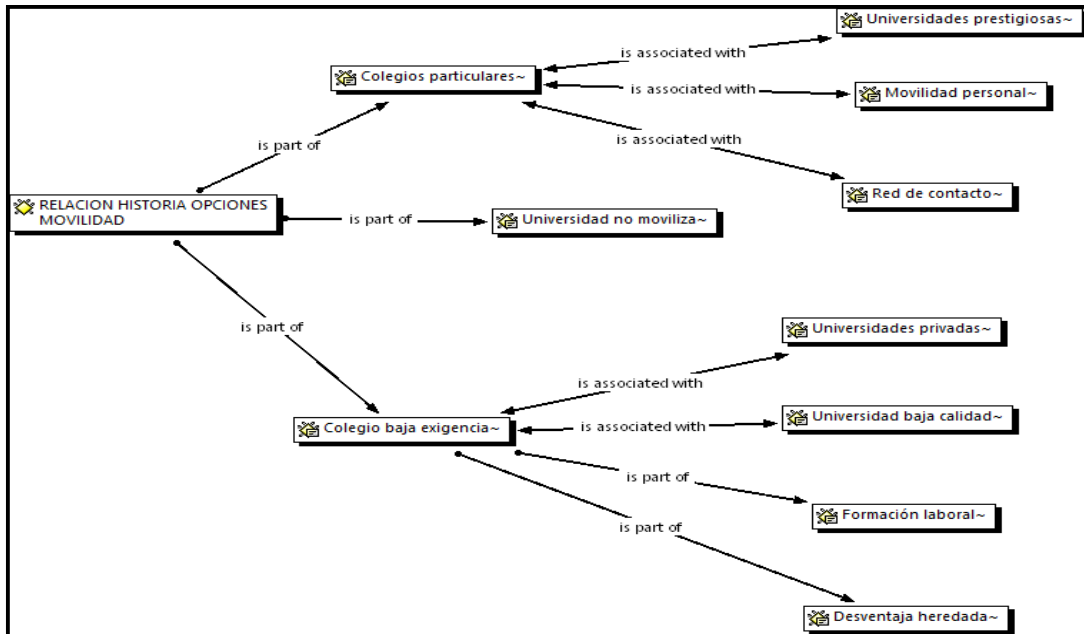 Universidades prestigiosas~
is associated with
Colegios particulares~
is associated with
Movilidad personal~
is associated with
is part of
Red de contacto~
RELACION HISTORIA OPCIONES
MOVILIDAD
is part of
Universidad no moviliza~
is part of
Universidades privadas~
is associated with
Colegio baja exigencia~
is associated with
Universidad baja calidad~
is part of
Formación laboral~
is part of
Desventaja heredada~